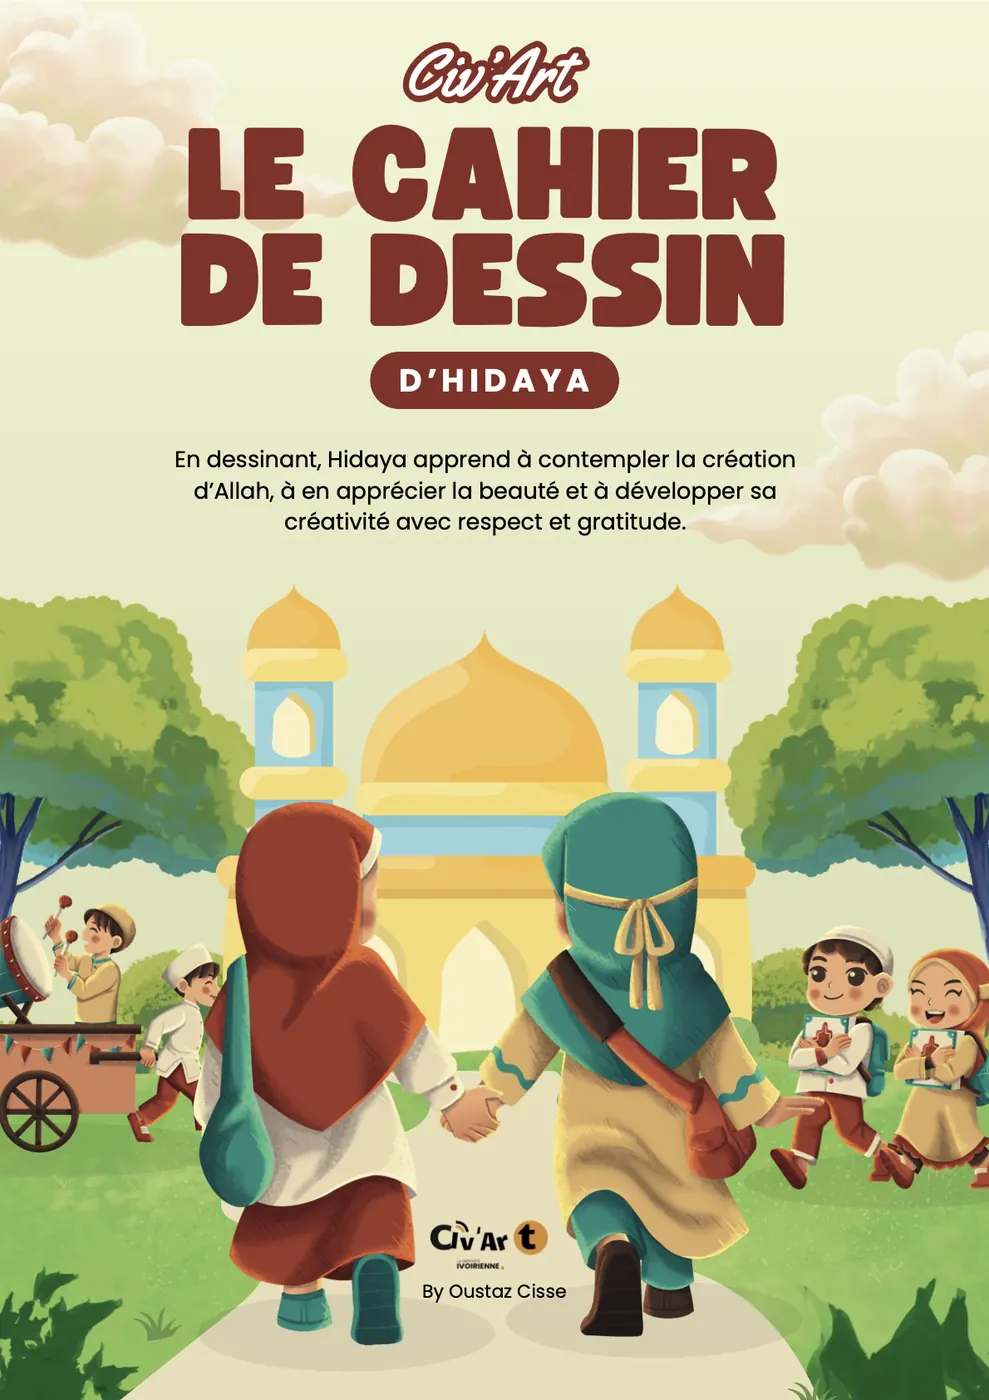 Civ'Art
LE CAHIER
DE DESSIN
D'HIDAYA
En dessinant, Hidaya apprend à contempler la création
d'Allah, à en apprécier la beauté et à développer sa
créativité avec respect et gratitude.
Civ'Art
IVOIRIENNE
By Oustaz Cisse